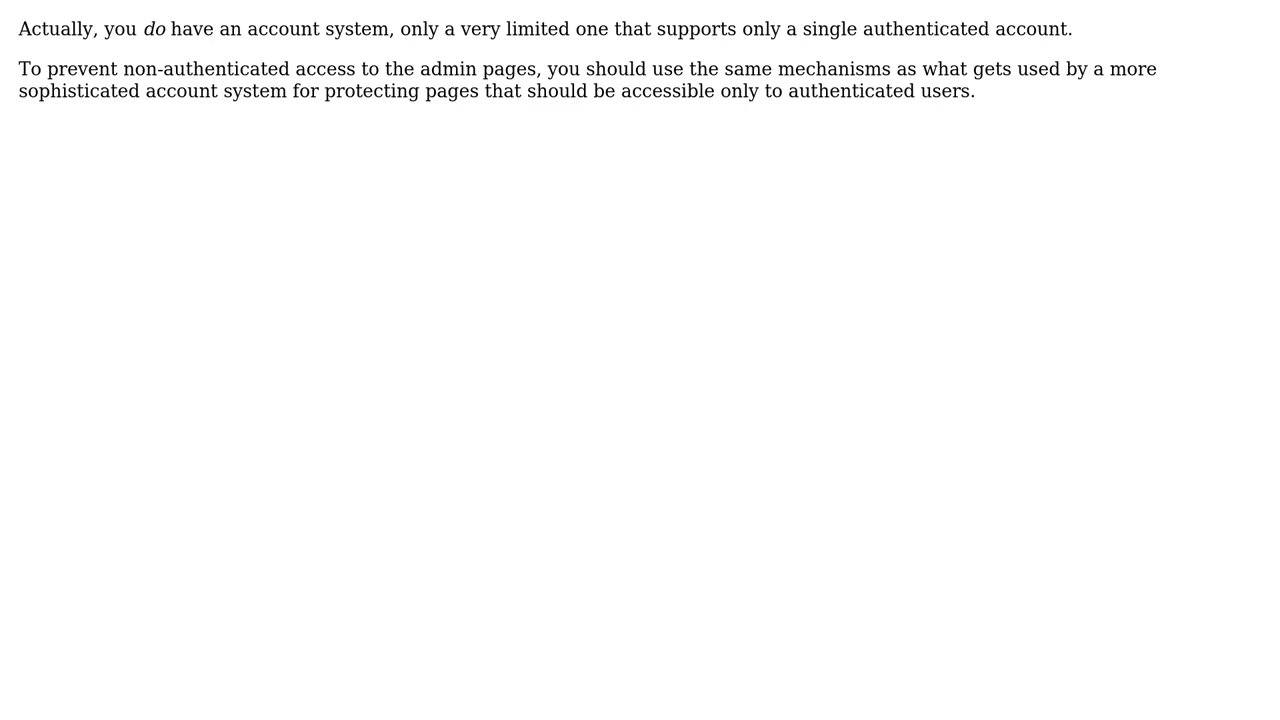 Actually, you do have an account system, only a very limited one that supports only a single authenticated account.
To prevent non-authenticated access to the admin pages, you should use the same mechanisms as what gets used by a more
sophisticated account system for protecting pages that should be accessible only to authenticated users.